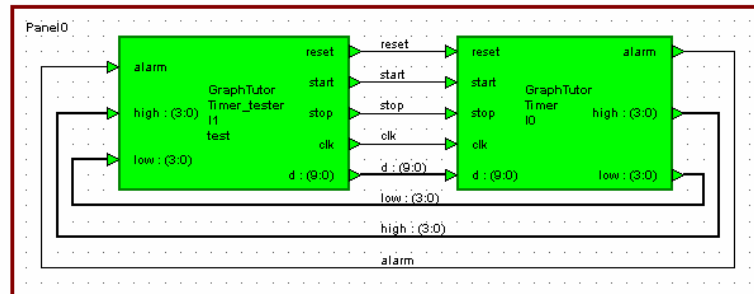 Panel0
reset
reset
reset
alarm
alarm
start
start
start
GraphTutor
Timer_tester
I1
test
GraphTutor
Timer
I0
high : (3:0)
stop
stop
stop
high : (3:0)
low : (3:0)
clk
clk
clk
d : (9:0)
d : (9:0)
d : (9:0)
low : (3:0)
low : (3:0)
high : (3:0)
alarm